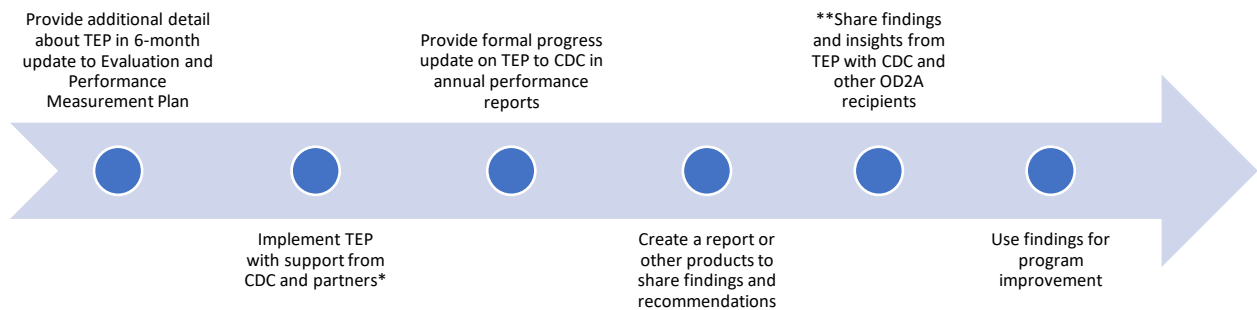 Provide additional detail
about TEP in 6-month
update to Evaluation and
Performance
Measurement Plan
Implement TEP
with support from
CDC and partners*
Provide formal progress
update on TEP to CDC in
annual performance
reports
Create a report or
other products to
share findings and
recommendations
**Share findings
and insights from
TEP with CDC and
other OD2A
recipients
Use findings for
program
improvement